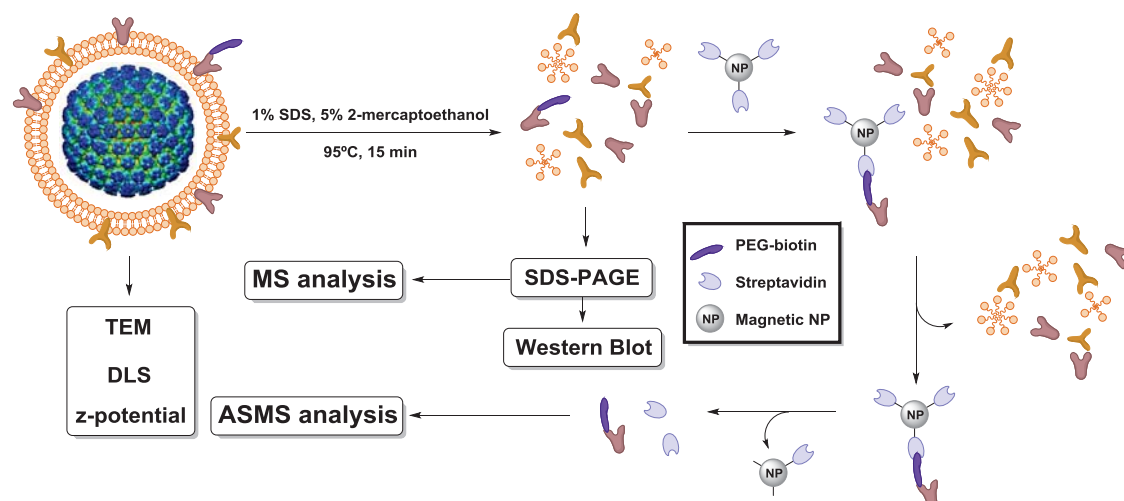 1% SDS, 5% 2-mercaptoethanol
95ºC, 15 min
NP
NP
MS analysis
SDS-PAGE
Western Blot
PEG-biotin
Streptavidin
NP Magnetic NP
TEM
DLS
z-potential
ASMS analysis
NP
NP